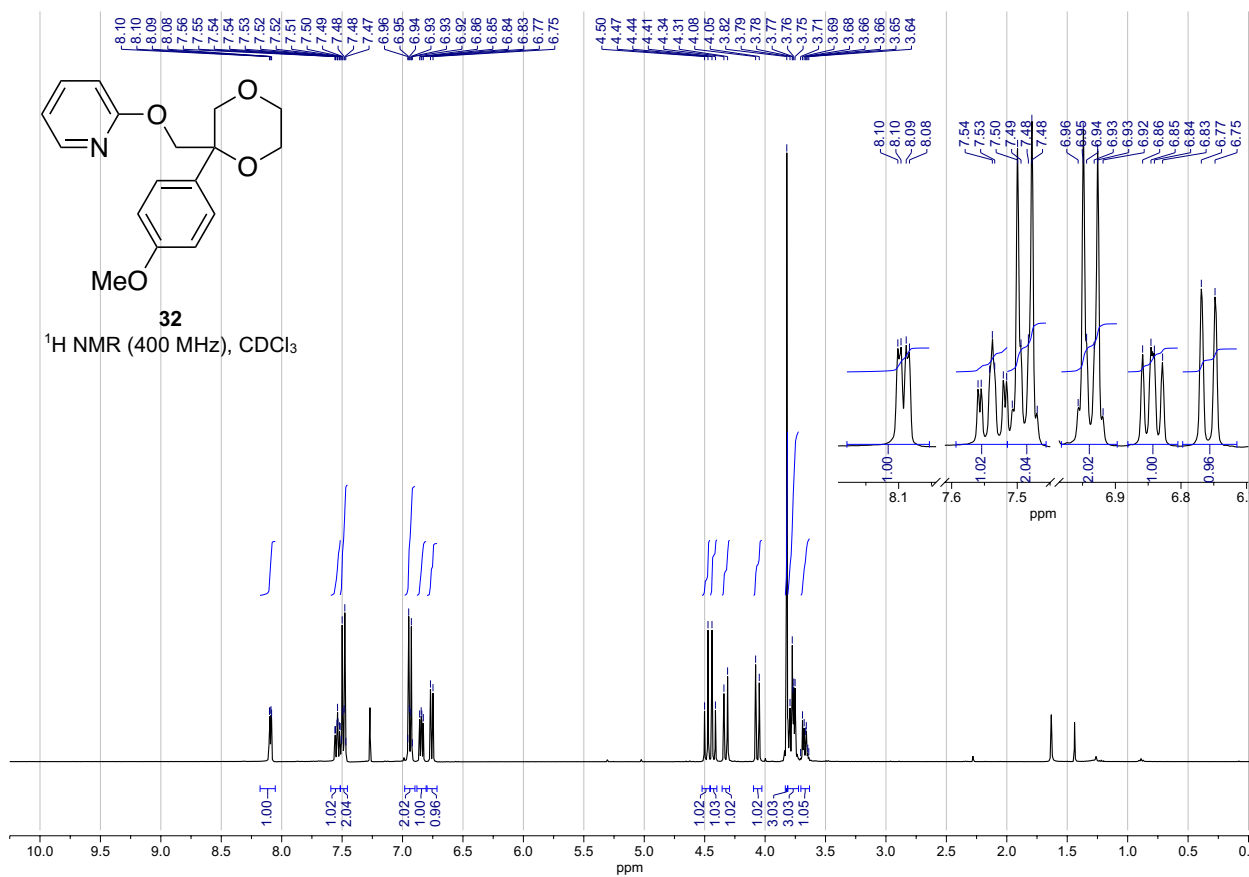 8.10 8.10 8.09 8.08 7.56 7.55 7.54 7.54 7.53 7.52 7.52 7.51 7.50 7.49 7.48 7.48 7.47 6.96 6.95 6.94 6.93 6.93 6.92 6.86 6.85 6.84 6.83 6.77 6.75
4.50 4.47 4.44 4.41 4.34 4.31 4.08 4.05 3.82 3.79 3.78 3.77 3.76 3.75 3.71 3.69 3.68 3.66 3.66 3.65 3.64
O
O
N
O
MeO
32
¹H NMR (400 MHz), CDCl₃
8.10 8.10 8.09 8.08 7.54 7.53 7.50 7.49 7.48 7.48 6.96 6.95 6.94 6.93 6.93 6.92 6.86 6.85 6.84 6.83 6.77 6.75
1.00 1.02 2.04 2.02 1.00 0.96
8.1 7.6 7.5 6.9 6.8 6.
ppm
1.00 1.02 2.04 2.02 1.00 0.96 1.02 1.03 1.02 1.02 3.03 3.03 1.05
10.0 9.5 9.0 8.5 8.0 7.5 7.0 6.5 6.0 5.5 5.0 4.5 4.0 3.5 3.0 2.5 2.0 1.5 1.0 0.5 0.
ppm